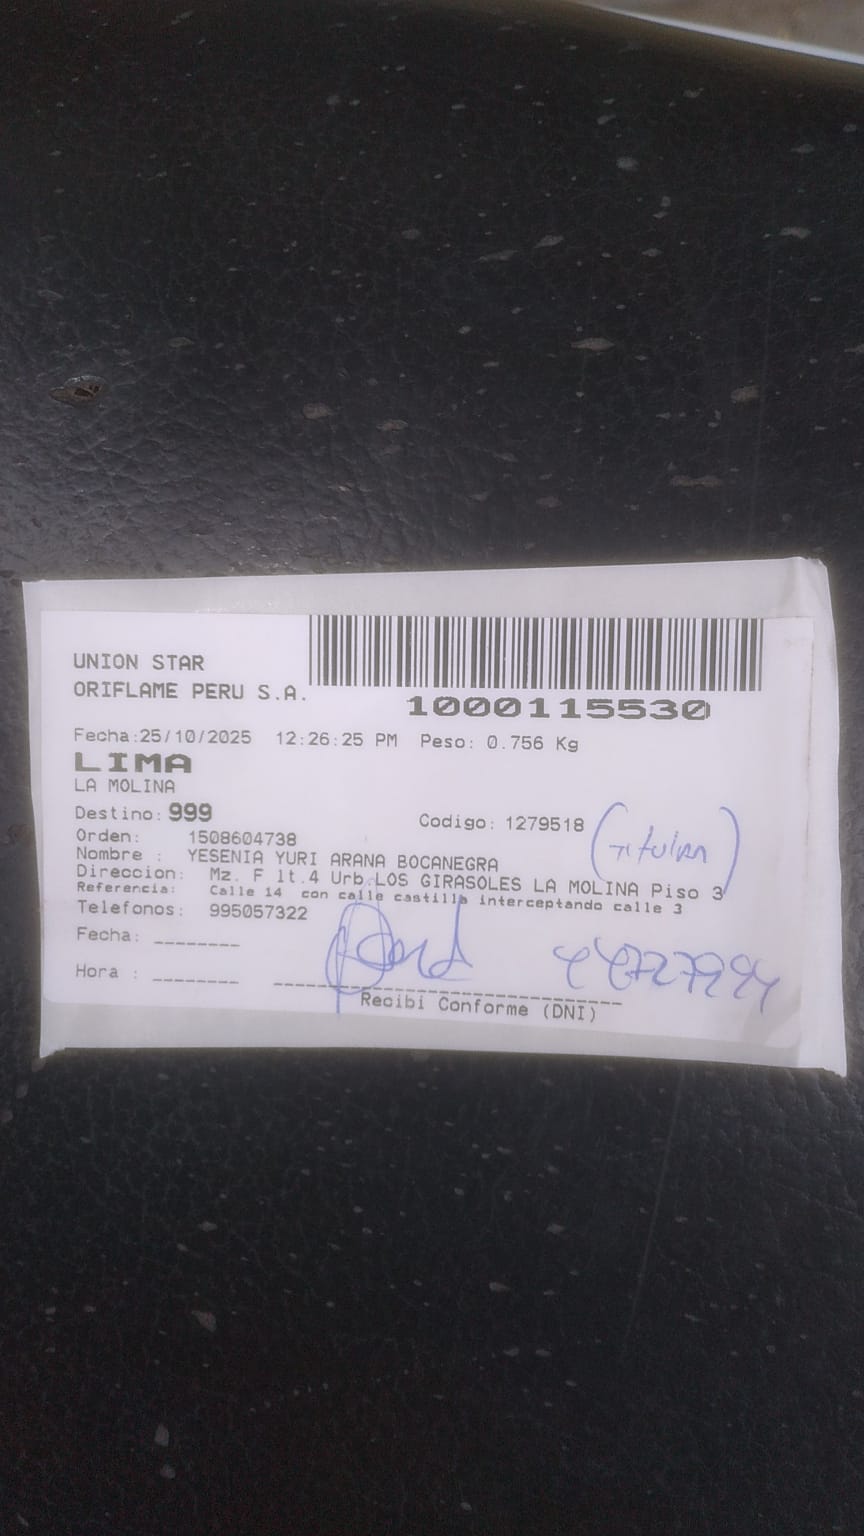 UNION STAR
ORIFLAME PERU S.A.
1000115530
Fecha:25/10/2025 12:26:25 PM Peso: 0.756 Kg
LIMA
LA MOLINA
Destino: 999
Codigo: 1279518
(Titular)
Orden: 1508604738
Nombre : YESENIA YURI ARANA BOCANEGRA
Direccion: Mz. F lt.4 Urb.LOS GIRASOLES LA MOLINA Piso 3
Referencia: Calle 14 con calle castilla interceptando calle 3
Telefonos: 995057322
Fecha: ________
Hora : ________
Recibi Conforme (DNI)